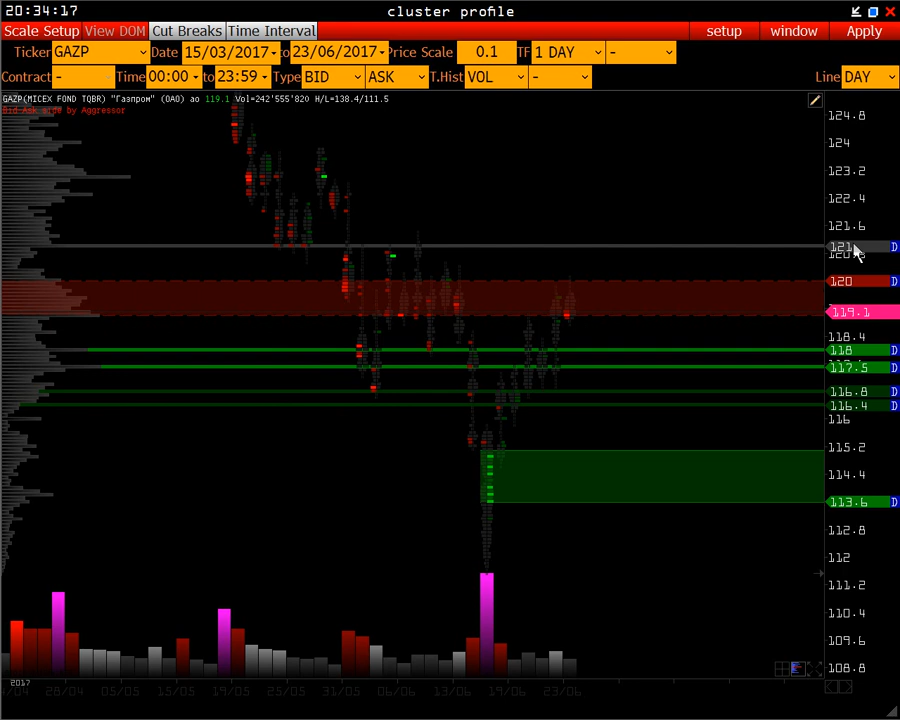 20:34:17 cluster profile
Scale Setup View DOM Cut Breaks Time Interval setup window Apply
Ticker GAZP Date 15/03/2017 to 23/06/2017 Price Scale 0.1 TF 1 DAY -
Contract - Time 00:00 to 23:59 Type BID ASK T.Hist VOL - Line DAY
GAZP(MICEX FOND TQBR) "Газпром" (ОАО) ао 119.1 Vol=242'555'820 H/L=138.4/111.5
Bid Ask mode by Aggressor
124.8
124
123.2
122.4
121.6
121 D
120 D
119.1
118.4
118 D
117.5 D
116.8 D
116.4 D
116
115.2
114.4
113.6 D
112.8
112
111.2
110.4
109.6
108.8
2017
28/04 05/05 15/05 19/05 25/05 31/05 06/06 13/06 19/06 23/06